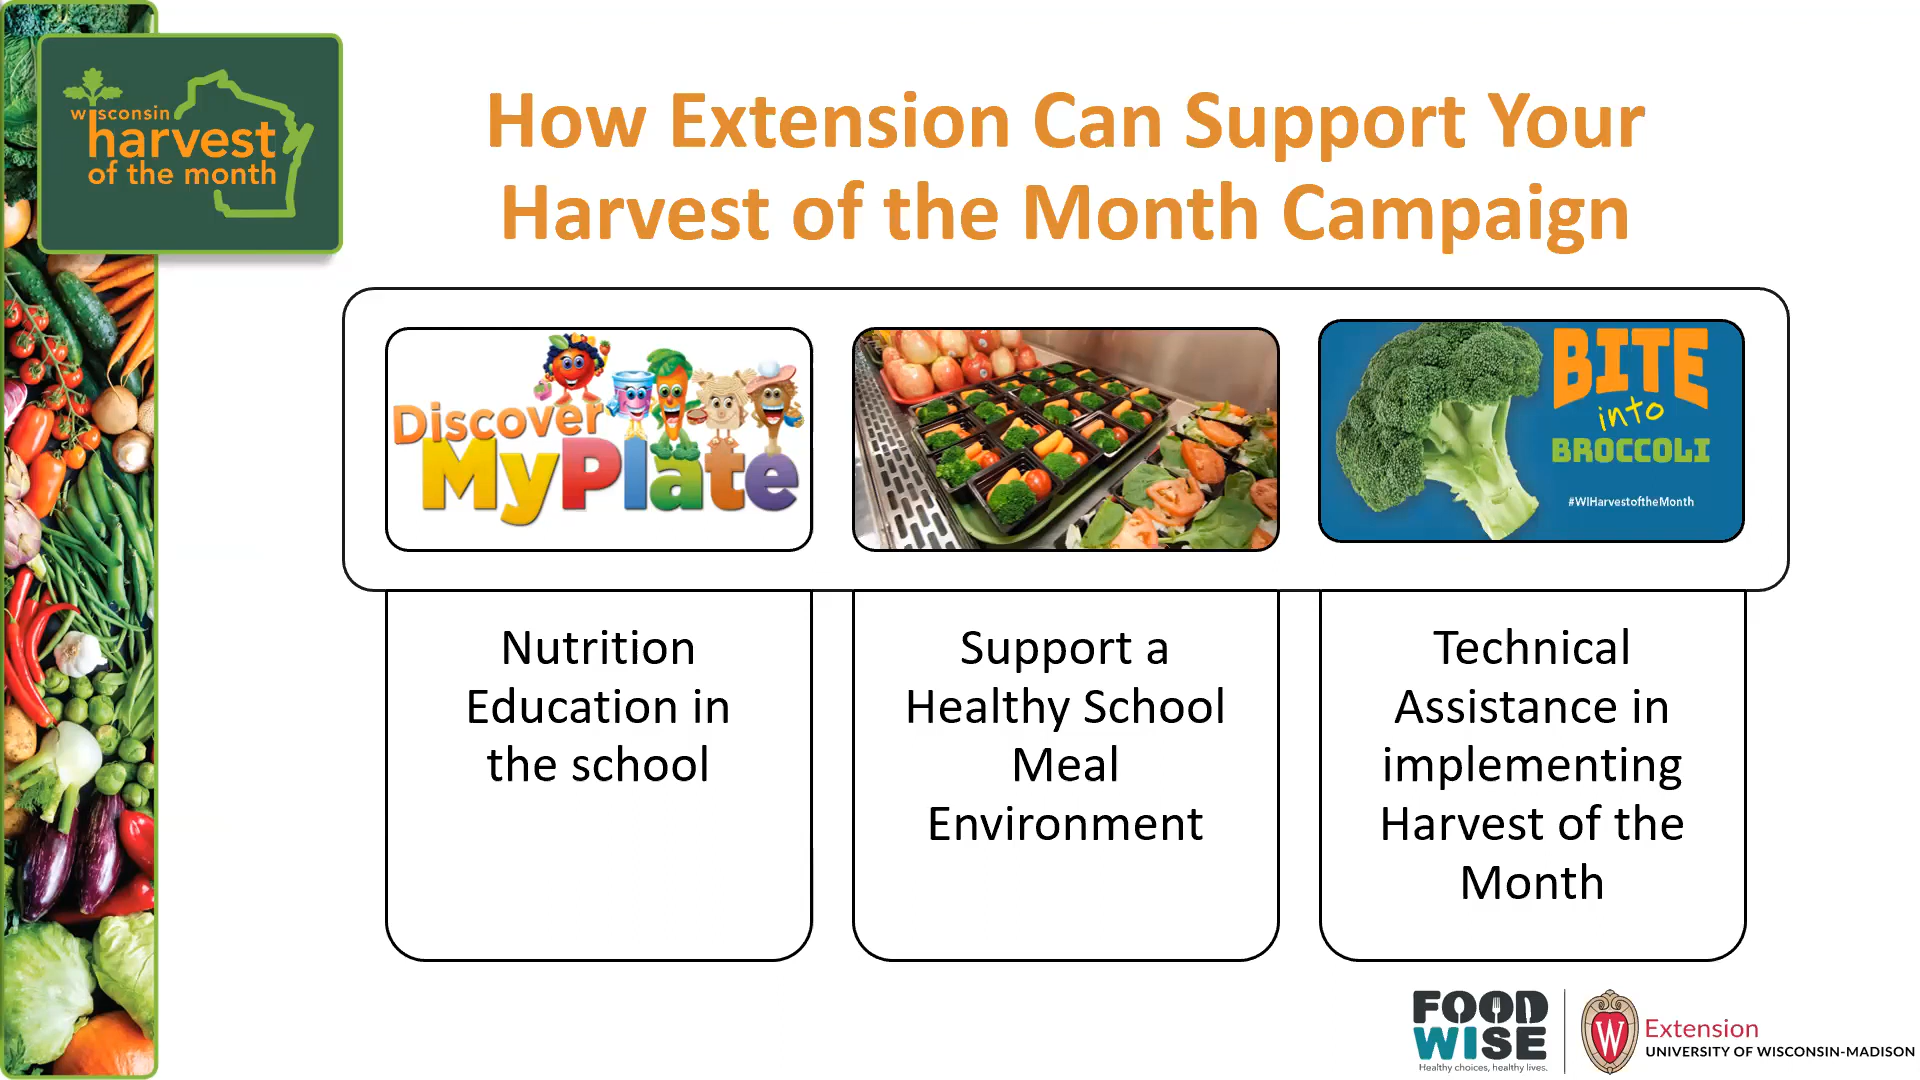 wisconsin
harvest
of the month
How Extension Can Support Your
Harvest of the Month Campaign
Discover
MyPlate
BITE
into
BROCCOLI
#WIHarvestoftheMonth
Nutrition
Education in
the school
Support a
Healthy School
Meal
Environment
Technical
Assistance in
implementing
Harvest of the
Month
FOOD
WISE
Healthy choices, healthy lives.
W
Extension
UNIVERSITY OF WISCONSIN-MADISON